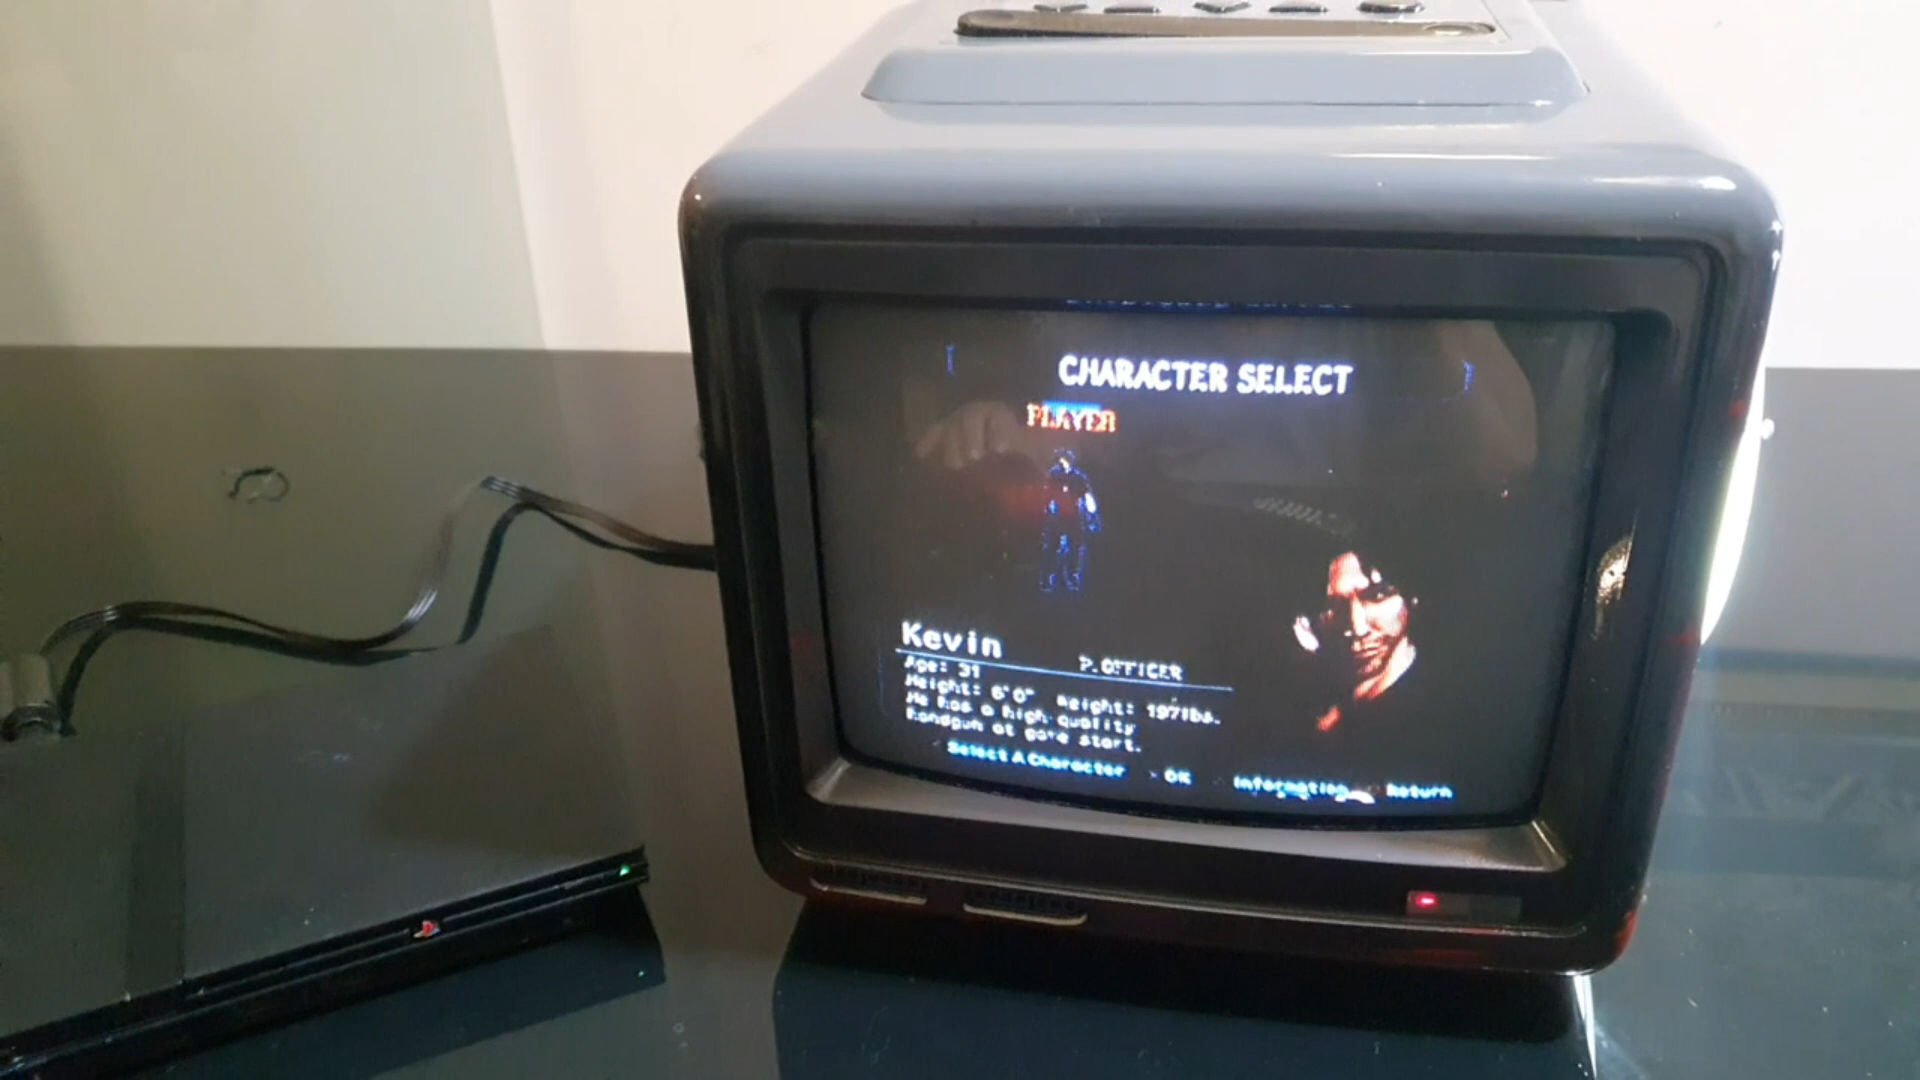 CHARACTER SELECT
PLAYER
Kevin
P.OFFICER
Age: 31
Height: 6'0" Weight: 197lbs.
He has a high quality
handgun at game start.
Select A Character OK Information Return